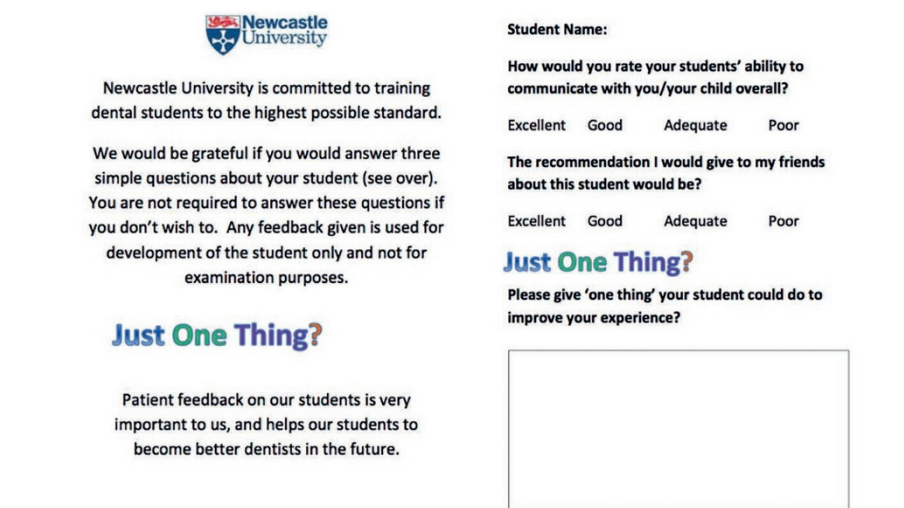 Newcastle
University
Newcastle University is committed to training
dental students to the highest possible standard.
We would be grateful if you would answer three
simple questions about your student (see over).
You are not required to answer these questions if
you don't wish to. Any feedback given is used for
development of the student only and not for
examination purposes.
Just One Thing?
Patient feedback on our students is very
important to us, and helps our students to
become better dentists in the future.
Student Name:
How would you rate your students' ability to
communicate with you/your child overall?
Excellent Good Adequate Poor
The recommendation I would give to my friends
about this student would be?
Excellent Good Adequate Poor
Just One Thing?
Please give 'one thing' your student could do to
improve your experience?